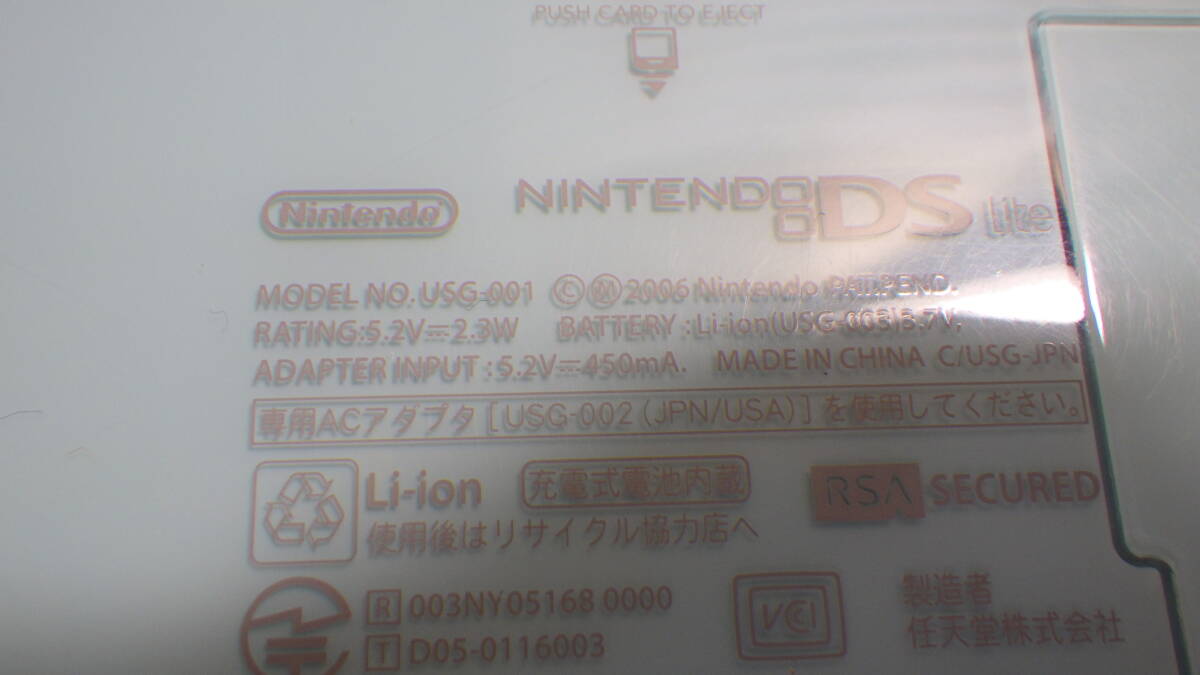 PUSH CARD TO EJECT
Nintendo NINTENDO DS Lite
MODEL NO. USG-001 ©Ⓜ2006 Nintendo PAT.PEND.
RATING:5.2V⎓2.3W BATTERY : Li-ion(USG-003)3.7V,
ADAPTER INPUT : 5.2V⎓450mA. MADE IN CHINA C/USG-JPN
専用ACアダプタ [USG-002 (JPN/USA)] を使用してください。
Li-ion 充電式電池内蔵 RSA SECURED
使用後はリサイクル協力店へ
R 003NY05168 0000
T D05-0116003
VCI
製造者
任天堂株式会社